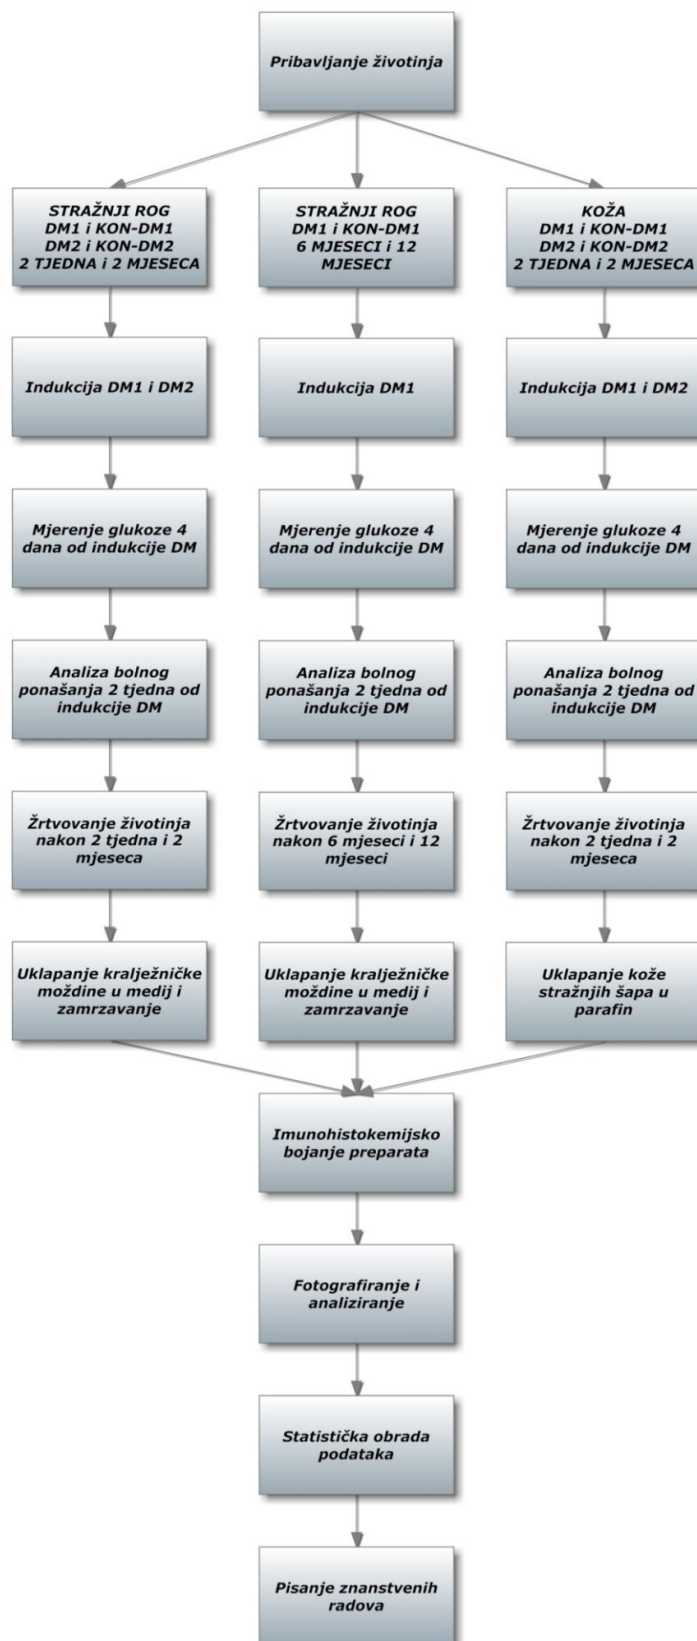 Pribavljanje životinja
STRAŽNJI ROG
DM1 i KON-DM1
DM2 i KON-DM2
2 TJEDNA i 2 MJESECA
STRAŽNJI ROG
DM1 i KON-DM1
6 MJESECI i 12
MJESECI
KOŽA
DM1 i KON-DM1
DM2 i KON-DM2
2 TJEDNA i 2 MJESECA
Indukcija DM1 i DM2
Indukcija DM1
Indukcija DM1 i DM2
Mjerenje glukoze 4
dana od indukcije DM
Mjerenje glukoze 4
dana od indukcije DM
Mjerenje glukoze 4
dana od indukcije DM
Analiza bolnog
ponašanja 2 tjedna od
indukcije DM
Analiza bolnog
ponašanja 2 tjedna od
indukcije DM
Analiza bolnog
ponašanja 2 tjedna od
indukcije DM
Žrtvovanje životinja
nakon 2 tjedna i 2
mjeseca
Žrtvovanje životinja
nakon 6 mjeseci i 12
mjeseci
Žrtvovanje životinja
nakon 2 tjedna i 2
mjeseca
Uklapanje kralježničke
moždine u medij i
zamrzavanje
Uklapanje kralježničke
moždine u medij i
zamrzavanje
Uklapanje kože
stražnjih šapa u
parafin
Imunohistokemijsko
bojanje preparata
Fotografiranje i
analiziranje
Statistička obrada
podataka
Pisanje znanstvenih
radova